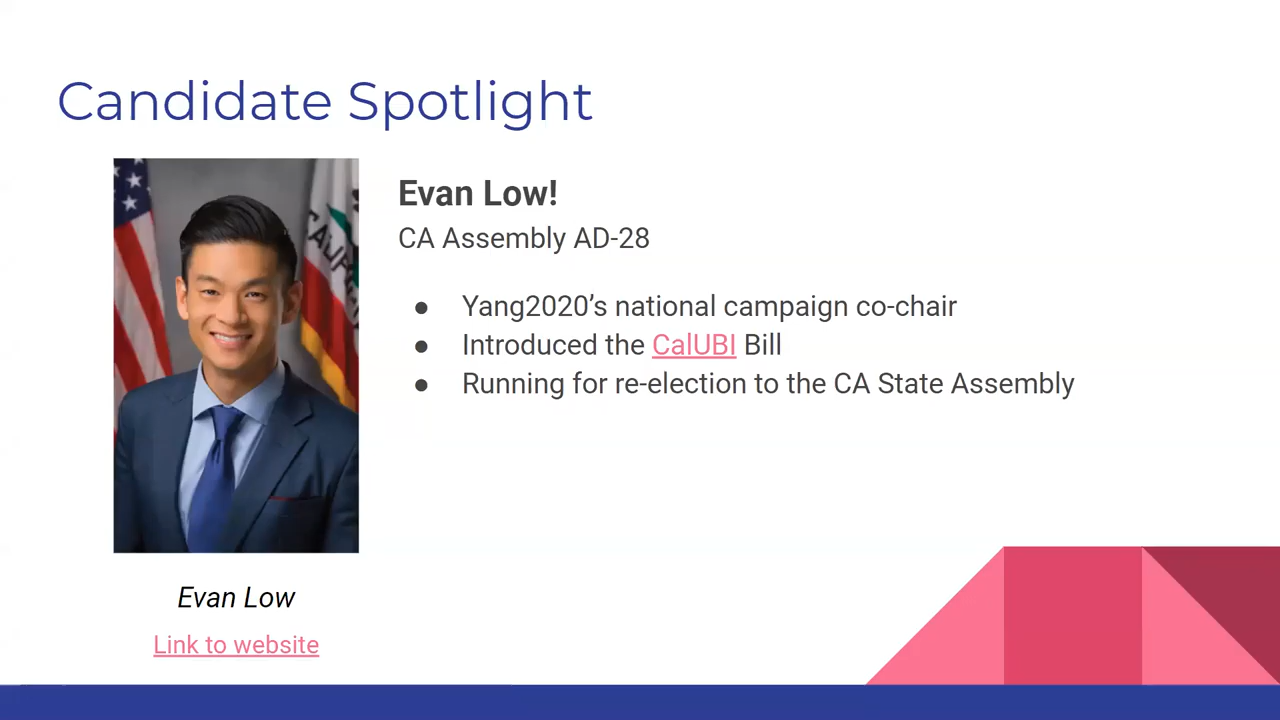 Candidate Spotlight
Evan Low!
CA Assembly AD-28
● Yang2020’s national campaign co-chair
● Introduced the CalUBI Bill
● Running for re-election to the CA State Assembly
Evan Low
Link to website